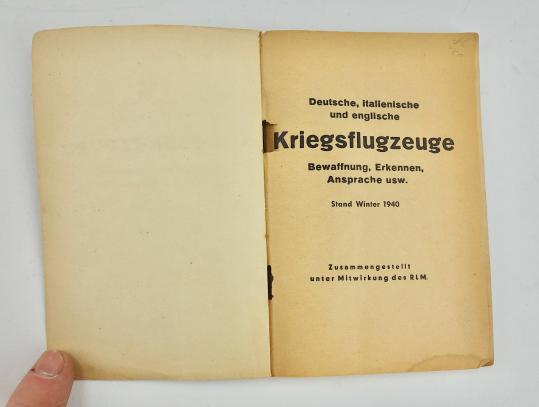 Deutsche, italienische
und englische
Kriegsflugzeuge
Bewaffnung, Erkennen,
Ansprache usw.
Stand Winter 1940
Zusammengestellt
unter Mitwirkung des RLM.